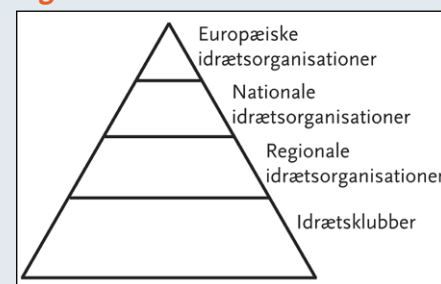 Europæiske
idrætsorganisationer
Nationale
idrætsorganisationer
Regionale
idrætsorganisationer
Idrætsklubber